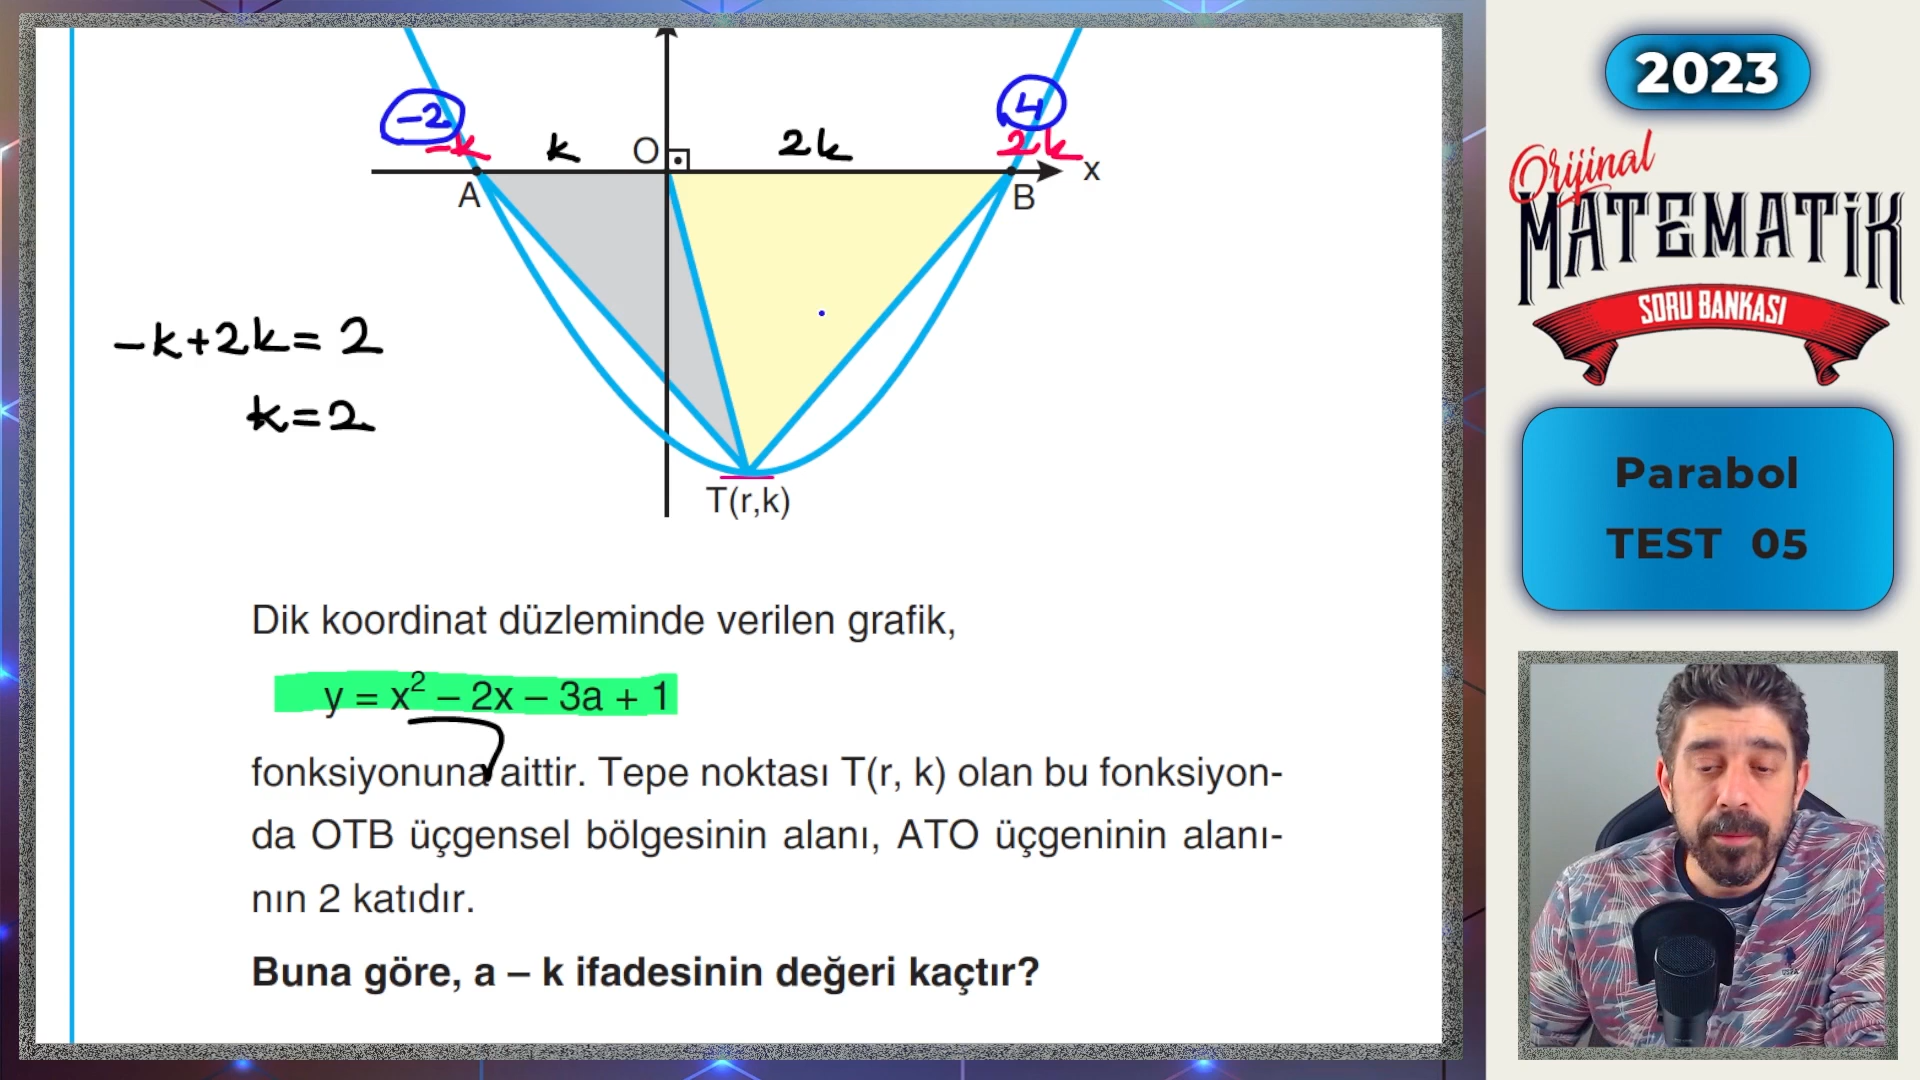 2023
Orijinal
MATEMATİK
SORU BANKASI
Parabol
TEST 05
-2
4
-k
k
O
2k
2k
x
A
B
-k+2k=2
k=2
T(r,k)
Dik koordinat düzleminde verilen grafik,
y = x² – 2x – 3a + 1
fonksiyonuna aittir. Tepe noktası T(r, k) olan bu fonksiyon-
da OTB üçgensel bölgesinin alanı, ATO üçgeninin alanı-
nın 2 katıdır.
Buna göre, a – k ifadesinin değeri kaçtır?